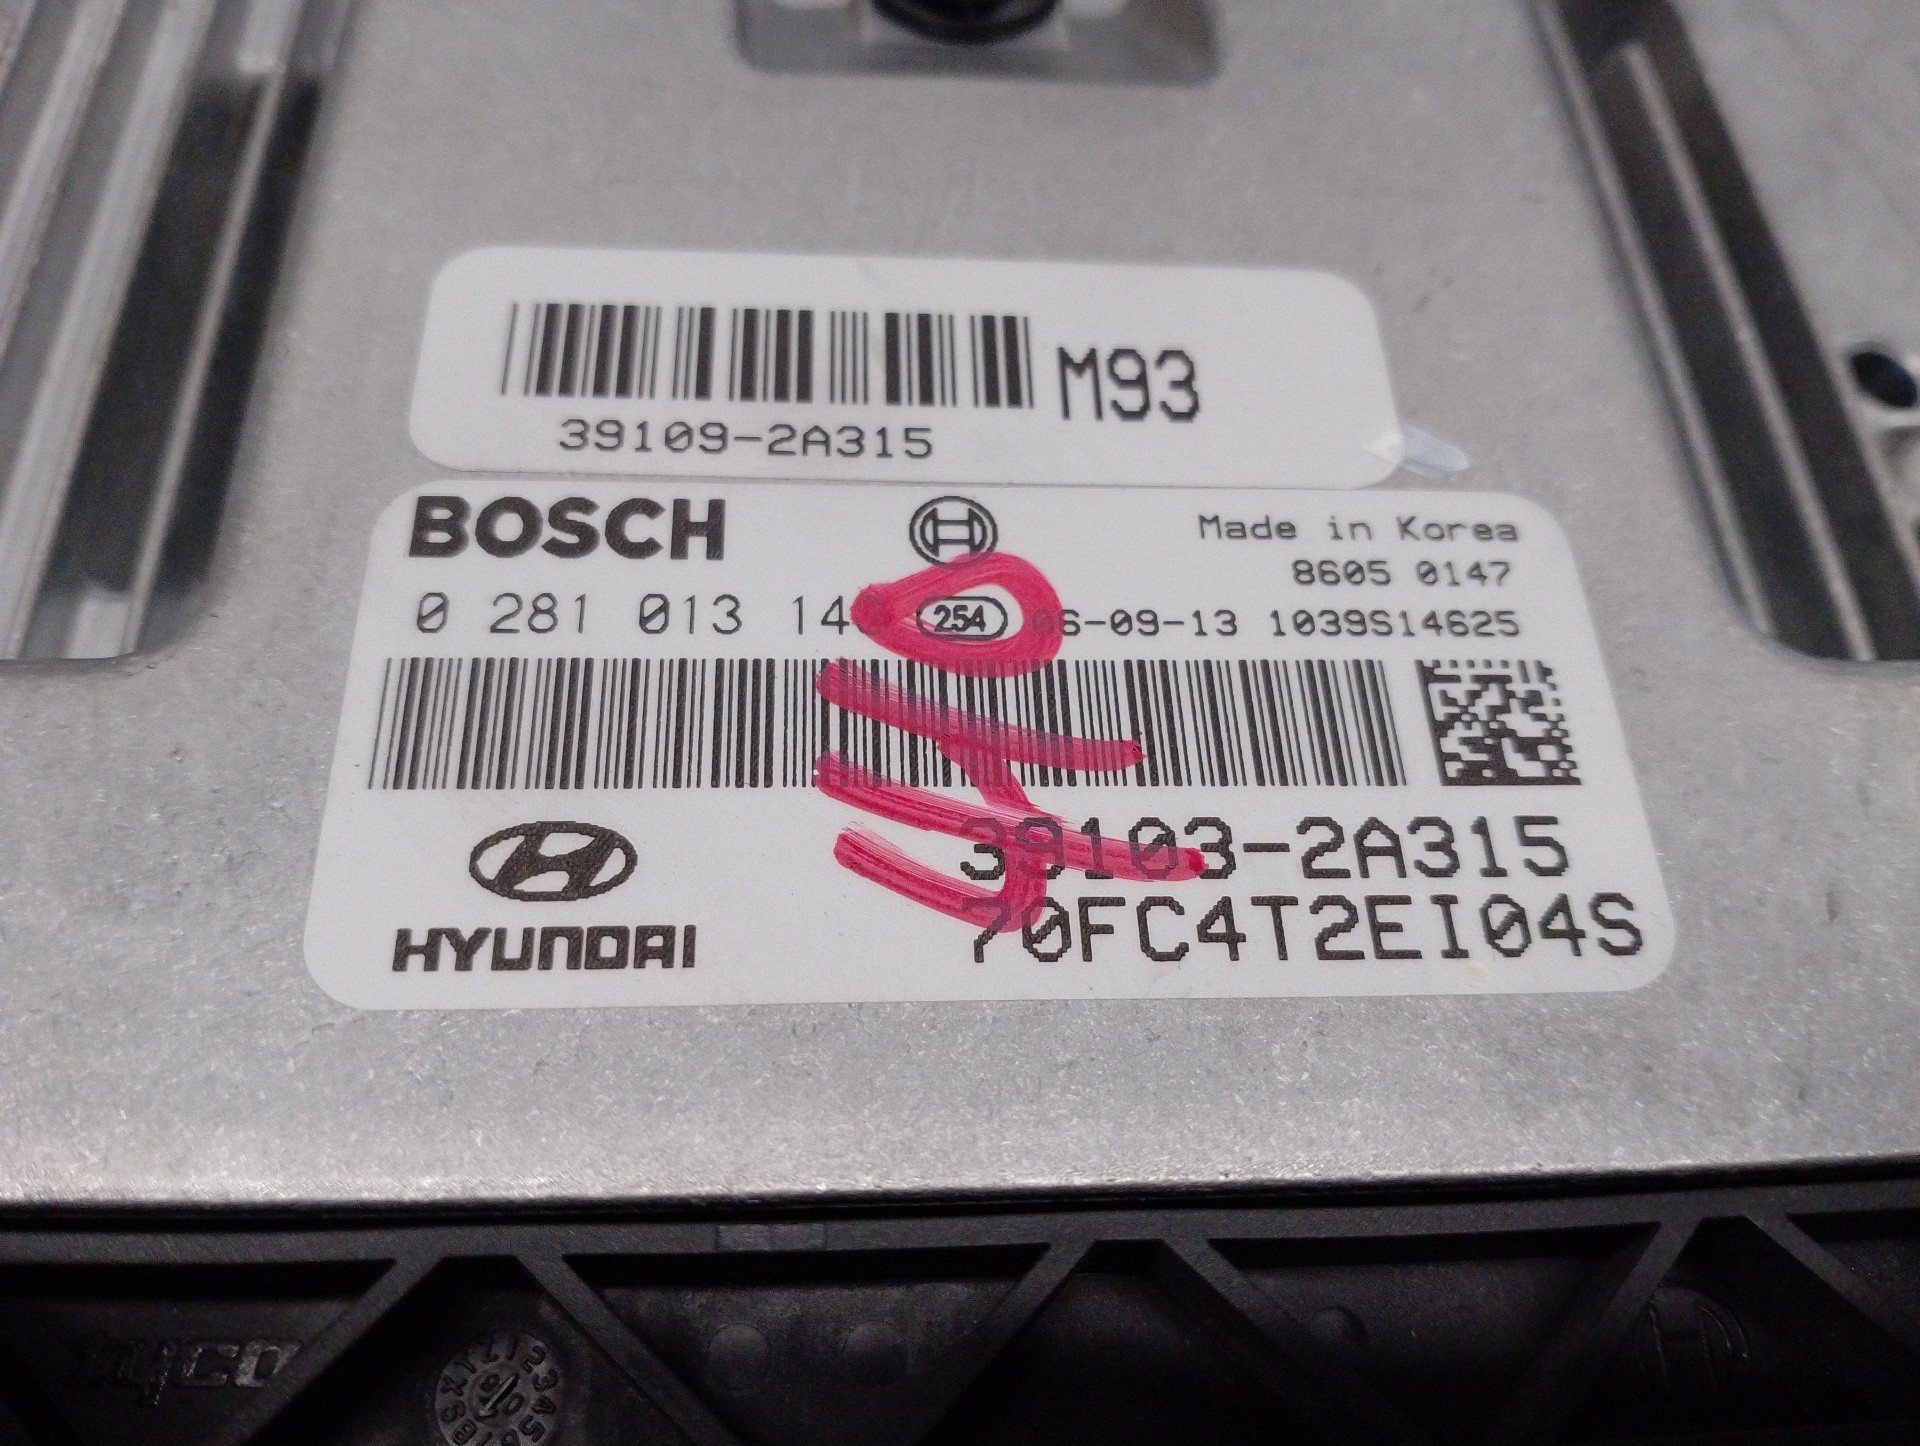 39109-2A315
M93
BOSCH
Made in Korea
8605 0147
0 281 013 254 06-09-13 1039S14625
39103-2A315
HYUNDAI
70FC4T2EI04S
tyco